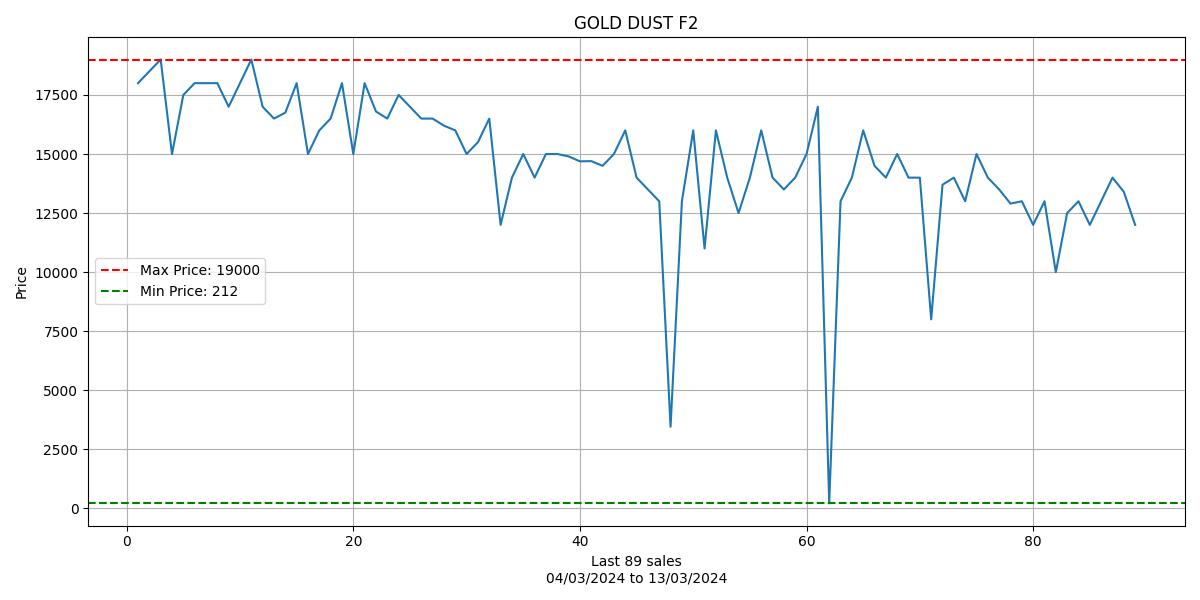 GOLD DUST F2
Price
17500
15000
12500
10000
7500
5000
2500
0
Max Price: 19000
Min Price: 212
0 20 40 60 80
Last 89 sales
04/03/2024 to 13/03/2024